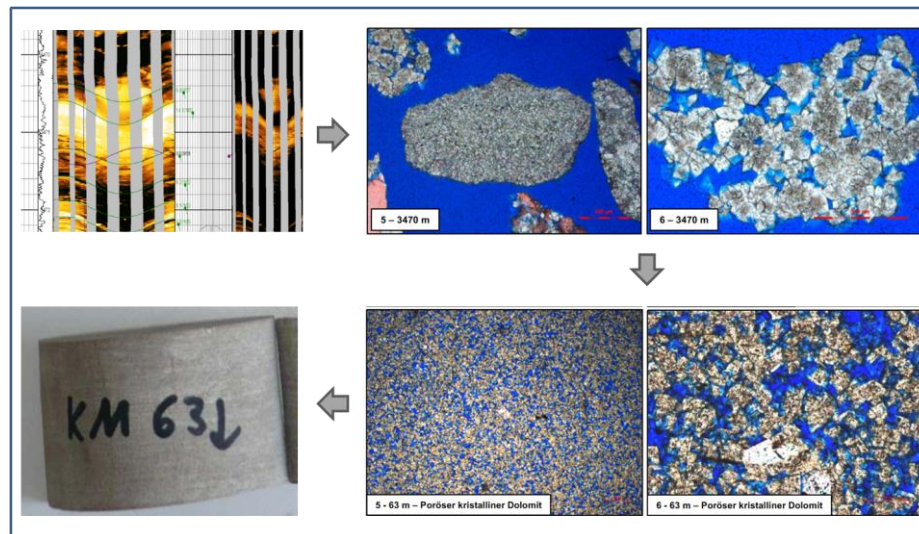 5 – 3470 m
6 – 3470 m
KM 63↓
5 - 63 m – Poröser kristalliner Dolomit
6 - 63 m – Poröser kristalliner Dolomit